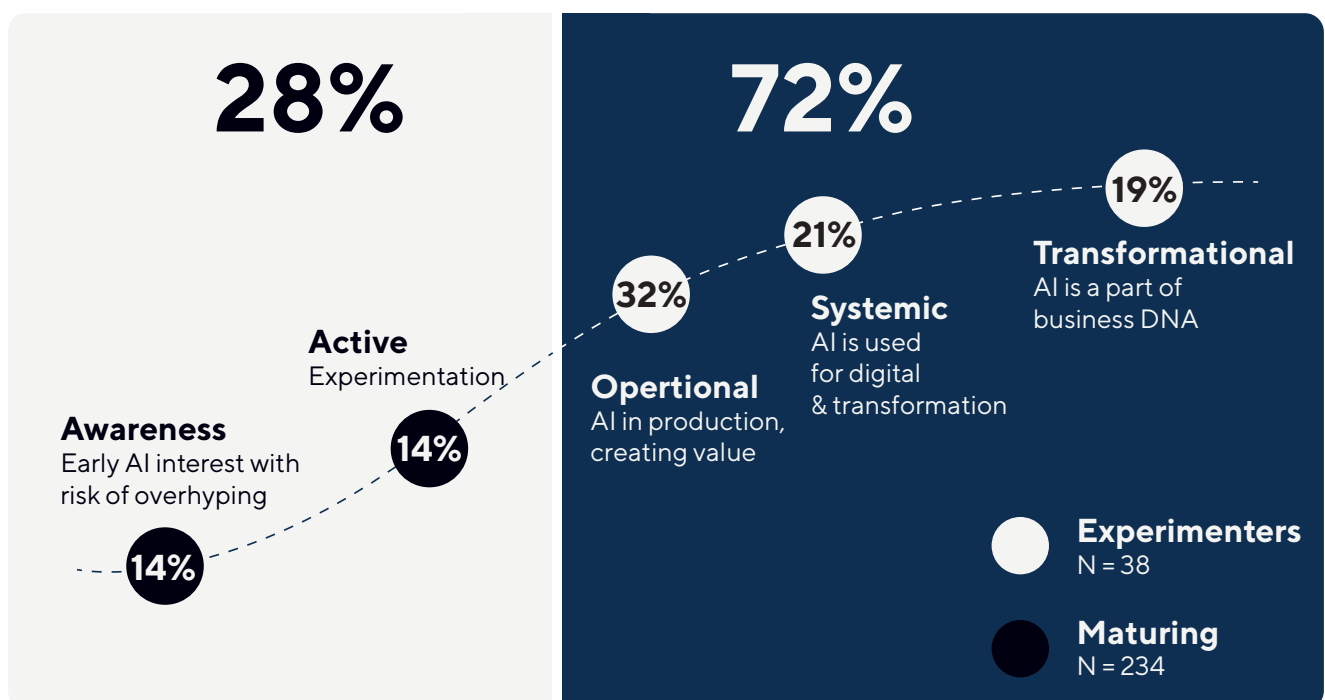 28%
72%
19%
Transformational
AI is a part of
business DNA
21%
Systemic
AI is used
for digital
& transformation
32%
Opertional
AI in production,
creating value
Active
Experimentation
14%
Awareness
Early AI interest with
risk of overhyping
14%
Experimenters
N = 38
Maturing
N = 234